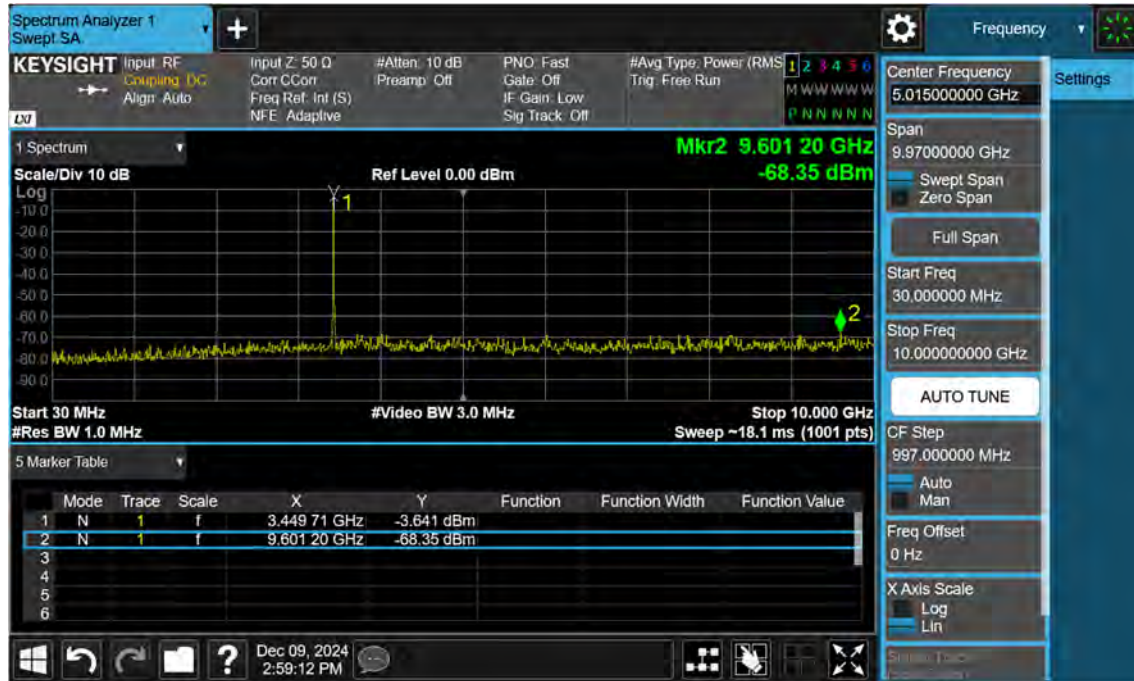 Spectrum Analyzer 1
Swept SA
+
Frequency
KEYSIGHT
Input: RF
Coupling: DC
Align: Auto
Input Z: 50 Ω
Corr CCorr
Freq Ref: Int (S)
NFE: Adaptive
#Atten: 10 dB
Preamp: Off
PNO: Fast
Gate: Off
IF Gain: Low
Sig Track: Off
#Avg Type: Power (RMS
Trig: Free Run
1 2 3 4 5 6
M W W W W W
P N N N N N
LXI
1 Spectrum
Scale/Div 10 dB
Ref Level 0.00 dBm
Mkr2 9.601 20 GHz
-68.35 dBm
Log
-10.0
-20.0
-30.0
-40.0
-50.0
-60.0
-70.0
-80.0
-90.0
1
2
Start 30 MHz
#Video BW 3.0 MHz
Stop 10.000 GHz
#Res BW 1.0 MHz
Sweep ~18.1 ms (1001 pts)
5 Marker Table
Mode Trace Scale X Y Function Function Width Function Value
1 N 1 f 3.449 71 GHz -3.641 dBm
2 N 1 f 9.601 20 GHz -68.35 dBm
3
4
5
6
Dec 09, 2024
2:59:12 PM
?
Center Frequency
5.015000000 GHz
Settings
Span
9.97000000 GHz
Swept Span
Zero Span
Full Span
Start Freq
30.000000 MHz
Stop Freq
10.000000000 GHz
AUTO TUNE
CF Step
997.000000 MHz
Auto
Man
Freq Offset
0 Hz
X Axis Scale
Log
Lin